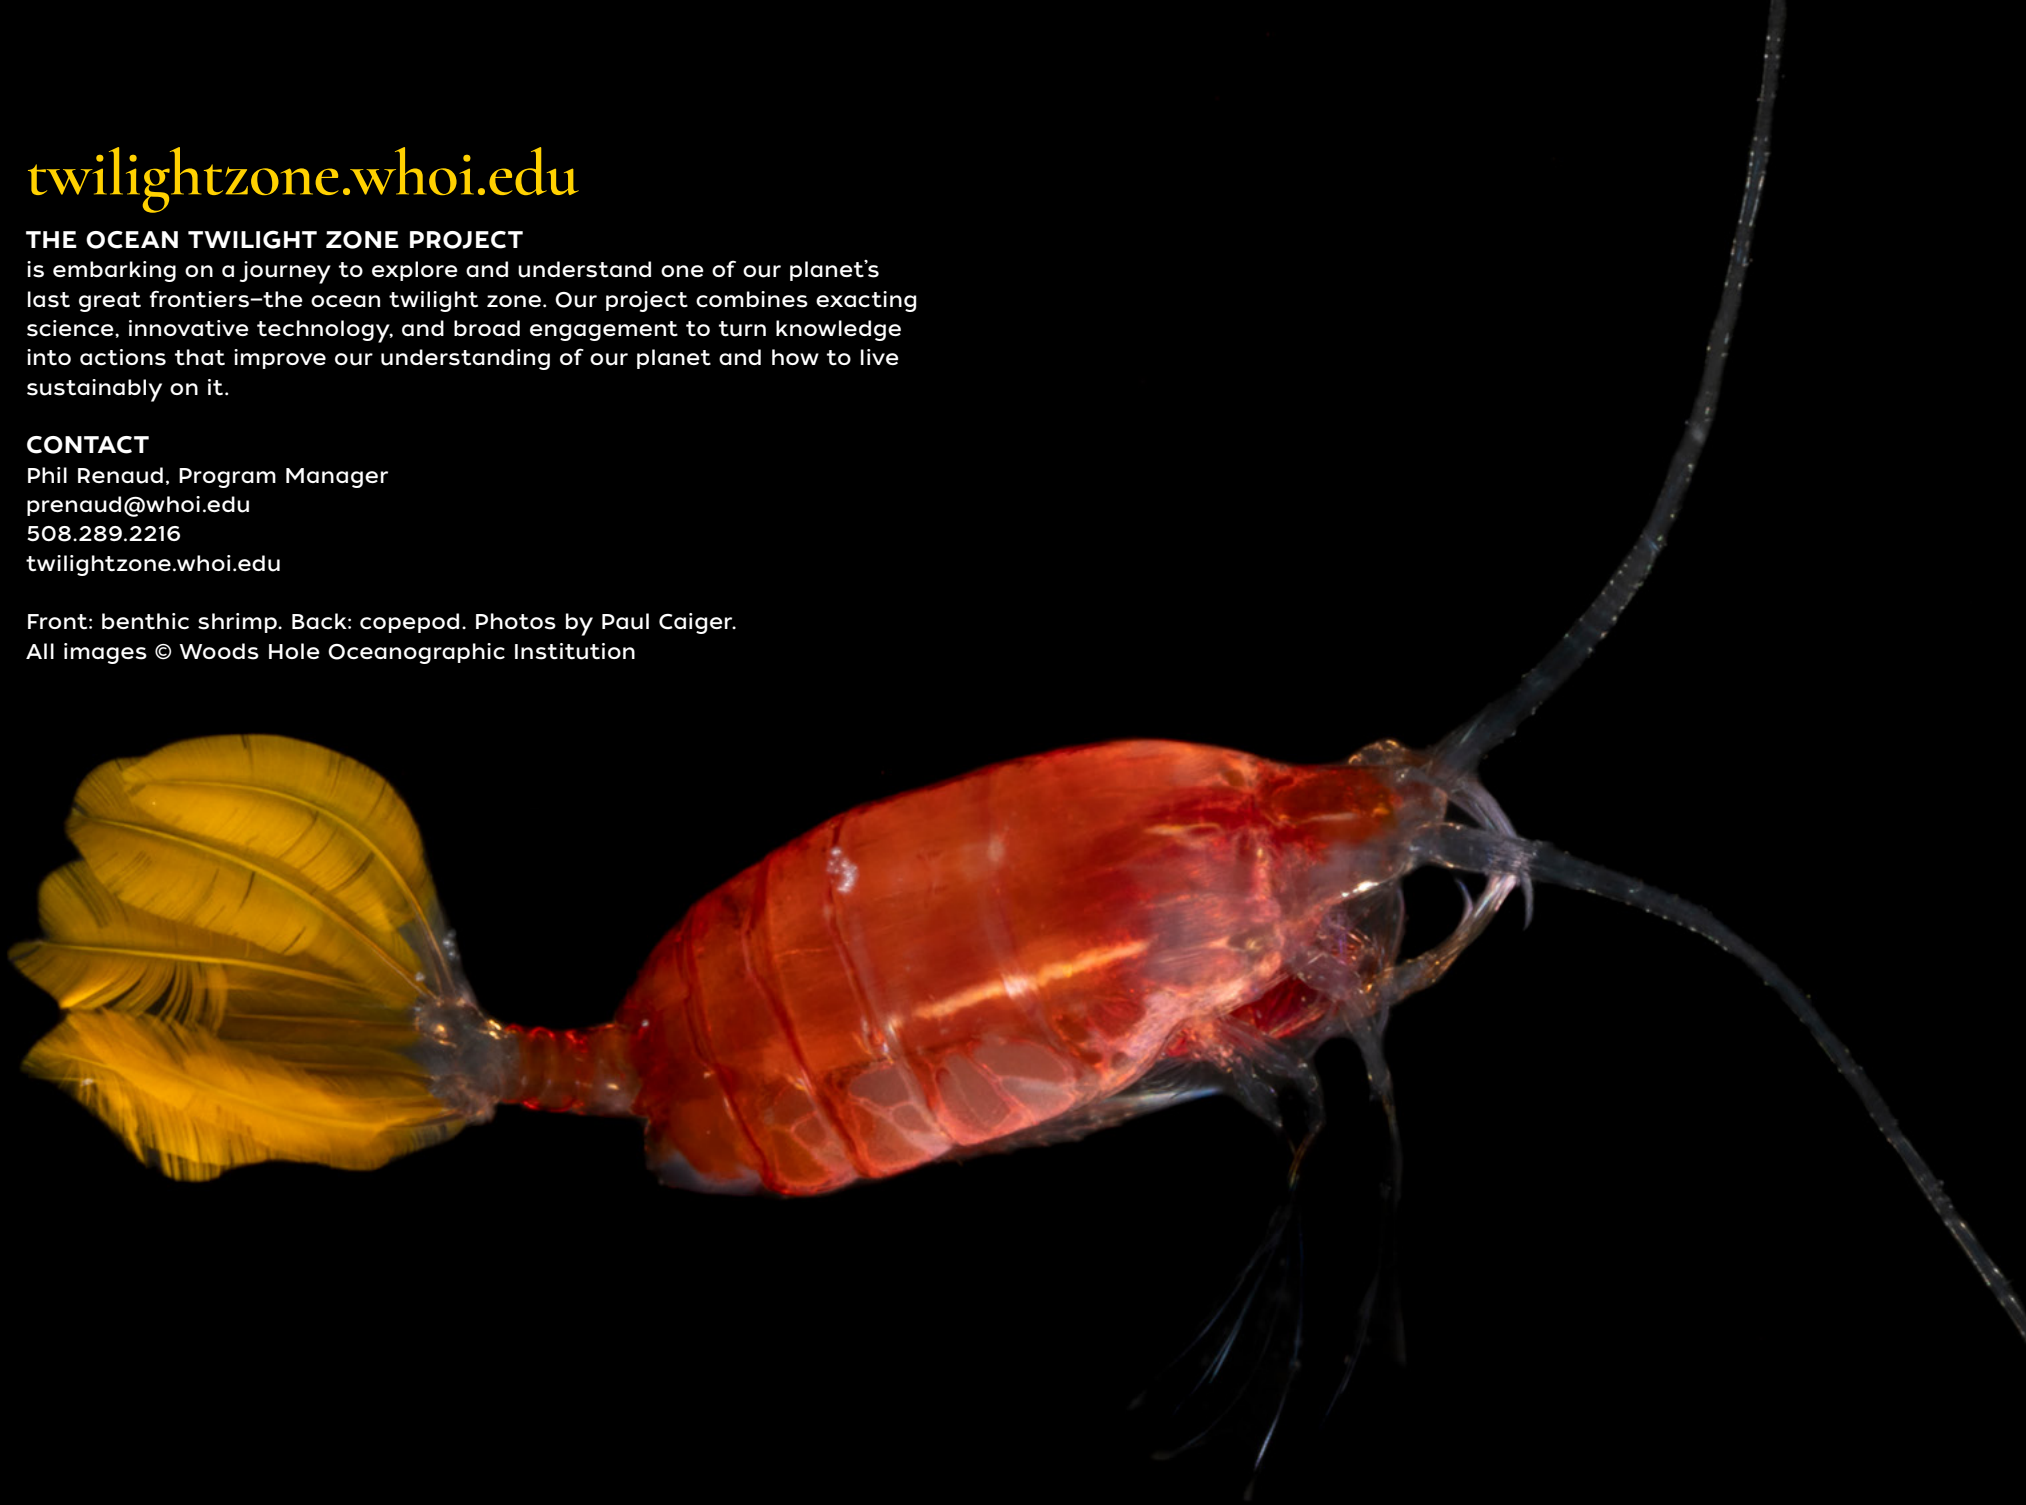 twilightzone.whoi.edu
THE OCEAN TWILIGHT ZONE PROJECT
is embarking on a journey to explore and understand one of our planet's
last great frontiers—the ocean twilight zone. Our project combines exacting
science, innovative technology, and broad engagement to turn knowledge
into actions that improve our understanding of our planet and how to live
sustainably on it.
CONTACT
Phil Renaud, Program Manager
prenaud@whoi.edu
508.289.2216
twilightzone.whoi.edu
Front: benthic shrimp. Back: copepod. Photos by Paul Caiger.
All images © Woods Hole Oceanographic Institution